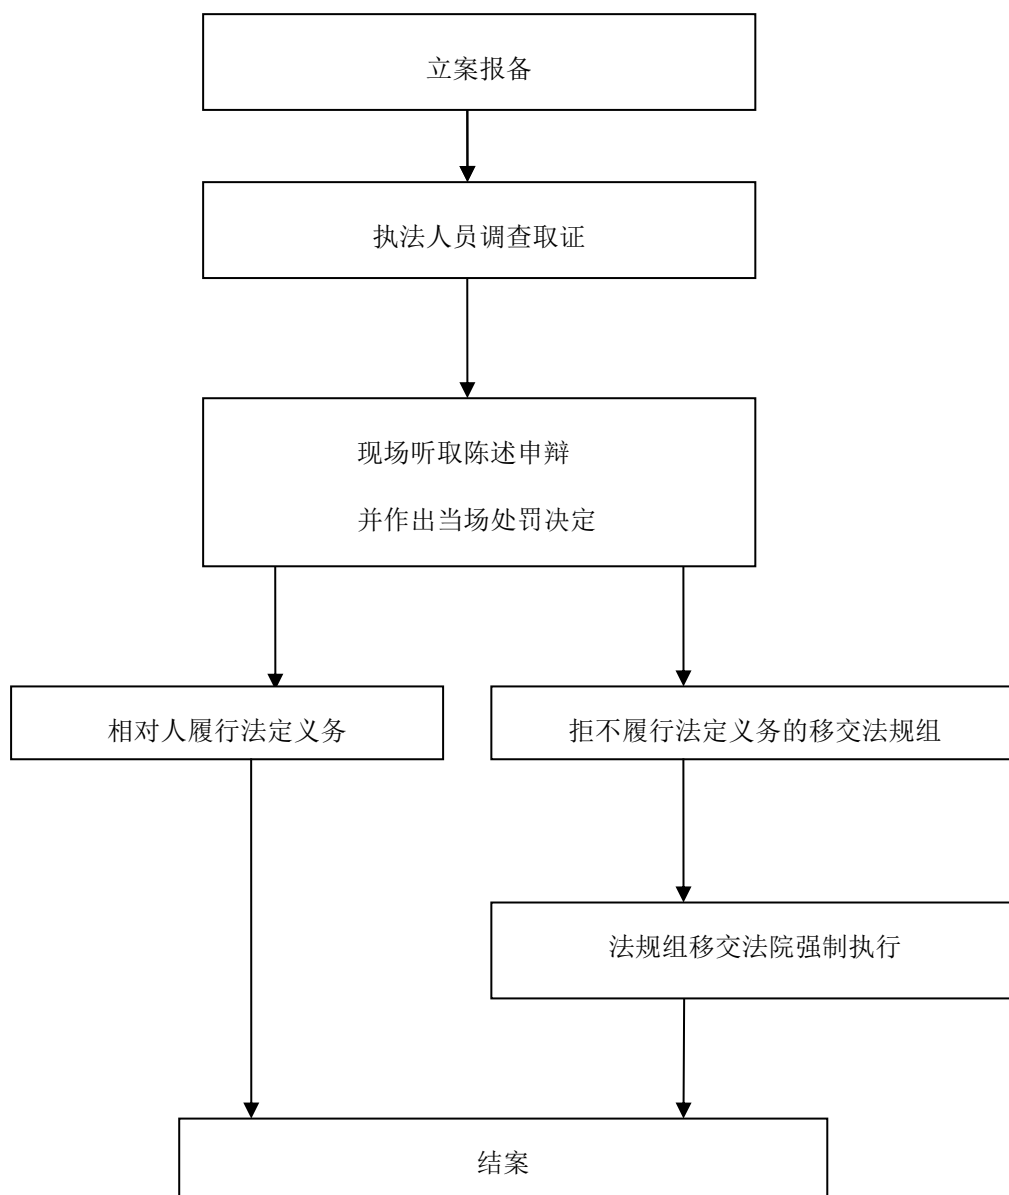 立案报备
执法人员调查取证
现场听取陈述申辩
并作出当场处罚决定
相对人履行法定义务
拒不履行法定义务的移交法规组
法规组移交法院强制执行
结案